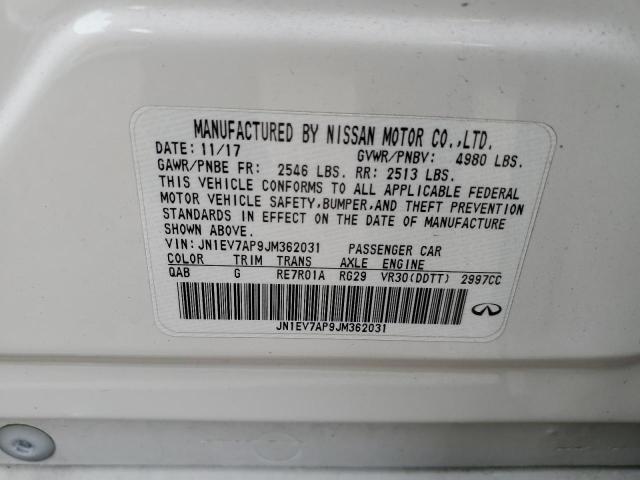 MANUFACTURED BY NISSAN MOTOR CO.,LTD.
DATE: 11/17 GVWR/PNBV: 4980 LBS.
GAWR/PNBE FR: 2546 LBS. RR: 2513 LBS.
THIS VEHICLE CONFORMS TO ALL APPLICABLE FEDERAL
MOTOR VEHICLE SAFETY,BUMPER,AND THEFT PREVENTION
STANDARDS IN EFFECT ON THE DATE OF MANUFACTURE
SHOWN ABOVE.
VIN: JN1EV7AP9JM362031 PASSENGER CAR
COLOR TRIM TRANS AXLE ENGINE
QAB G RE7R01A RG29 VR30(DDTT) 2997CC
JN1EV7AP9JM362031